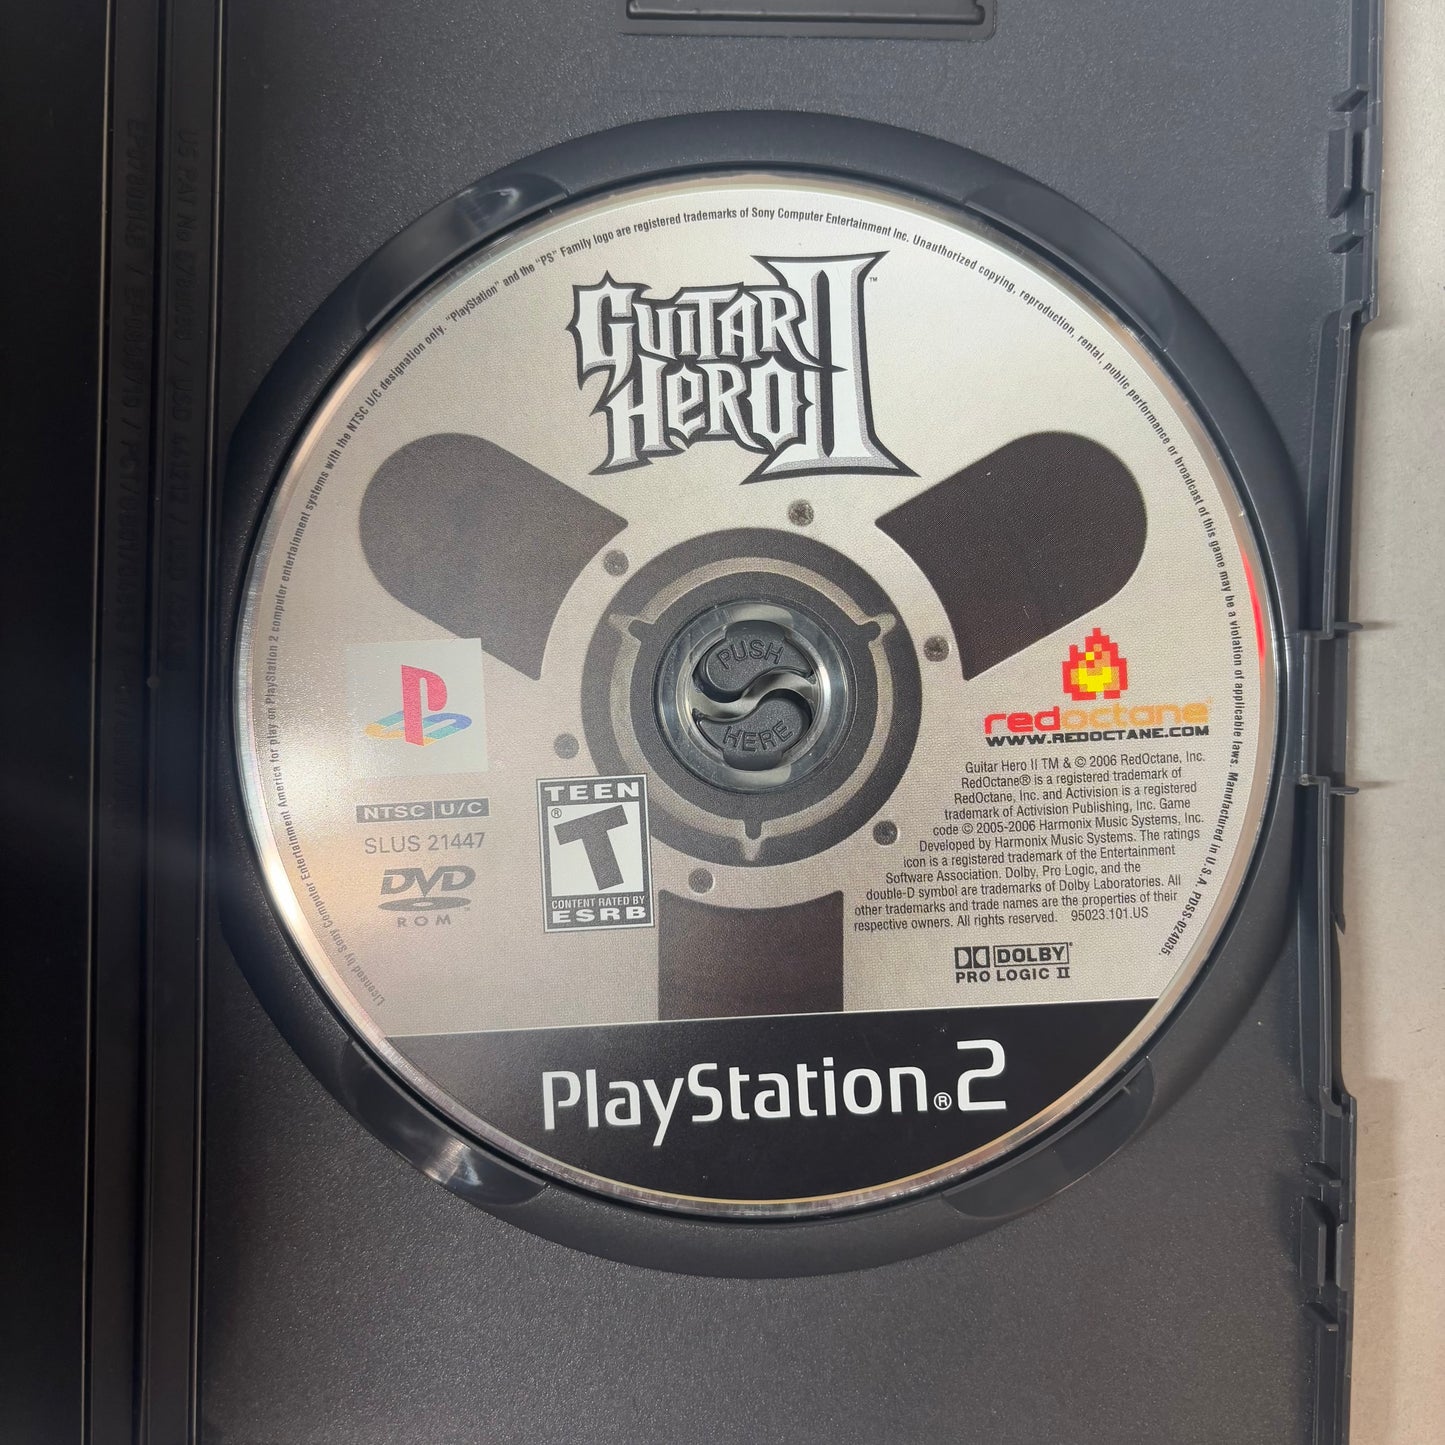 Licensed by Sony Computer Entertainment America for play on PlayStation 2 computer entertainment systems with the NTSC U/C designation only. "PlayStation" and the "PS" Family logo are registered trademarks of Sony Computer Entertainment Inc. Unauthorized copying, reproduction, rental, public performance or broadcast of this game may be a violation of applicable laws. Manufactured in U.S.A. PDSS-024035.
GUITAR
HERO II™
PUSH
HERE
redoctane
WWW.REDOCTANE.COM
Guitar Hero II TM & © 2006 RedOctane, Inc.
RedOctane® is a registered trademark of
RedOctane, Inc. and Activision is a registered
trademark of Activision Publishing, Inc. Game
code © 2005-2006 Harmonix Music Systems, Inc.
Developed by Harmonix Music Systems. The ratings
icon is a registered trademark of the Entertainment
Software Association. Dolby, Pro Logic, and the
double-D symbol are trademarks of Dolby Laboratories. All
other trademarks and trade names are the properties of their
respective owners. All rights reserved. 95023.101.US
NTSC U/C
SLUS 21447
DVD
ROM™
TEEN
T®
CONTENT RATED BY
ESRB
DOLBY®
PRO LOGIC II
PlayStation®2